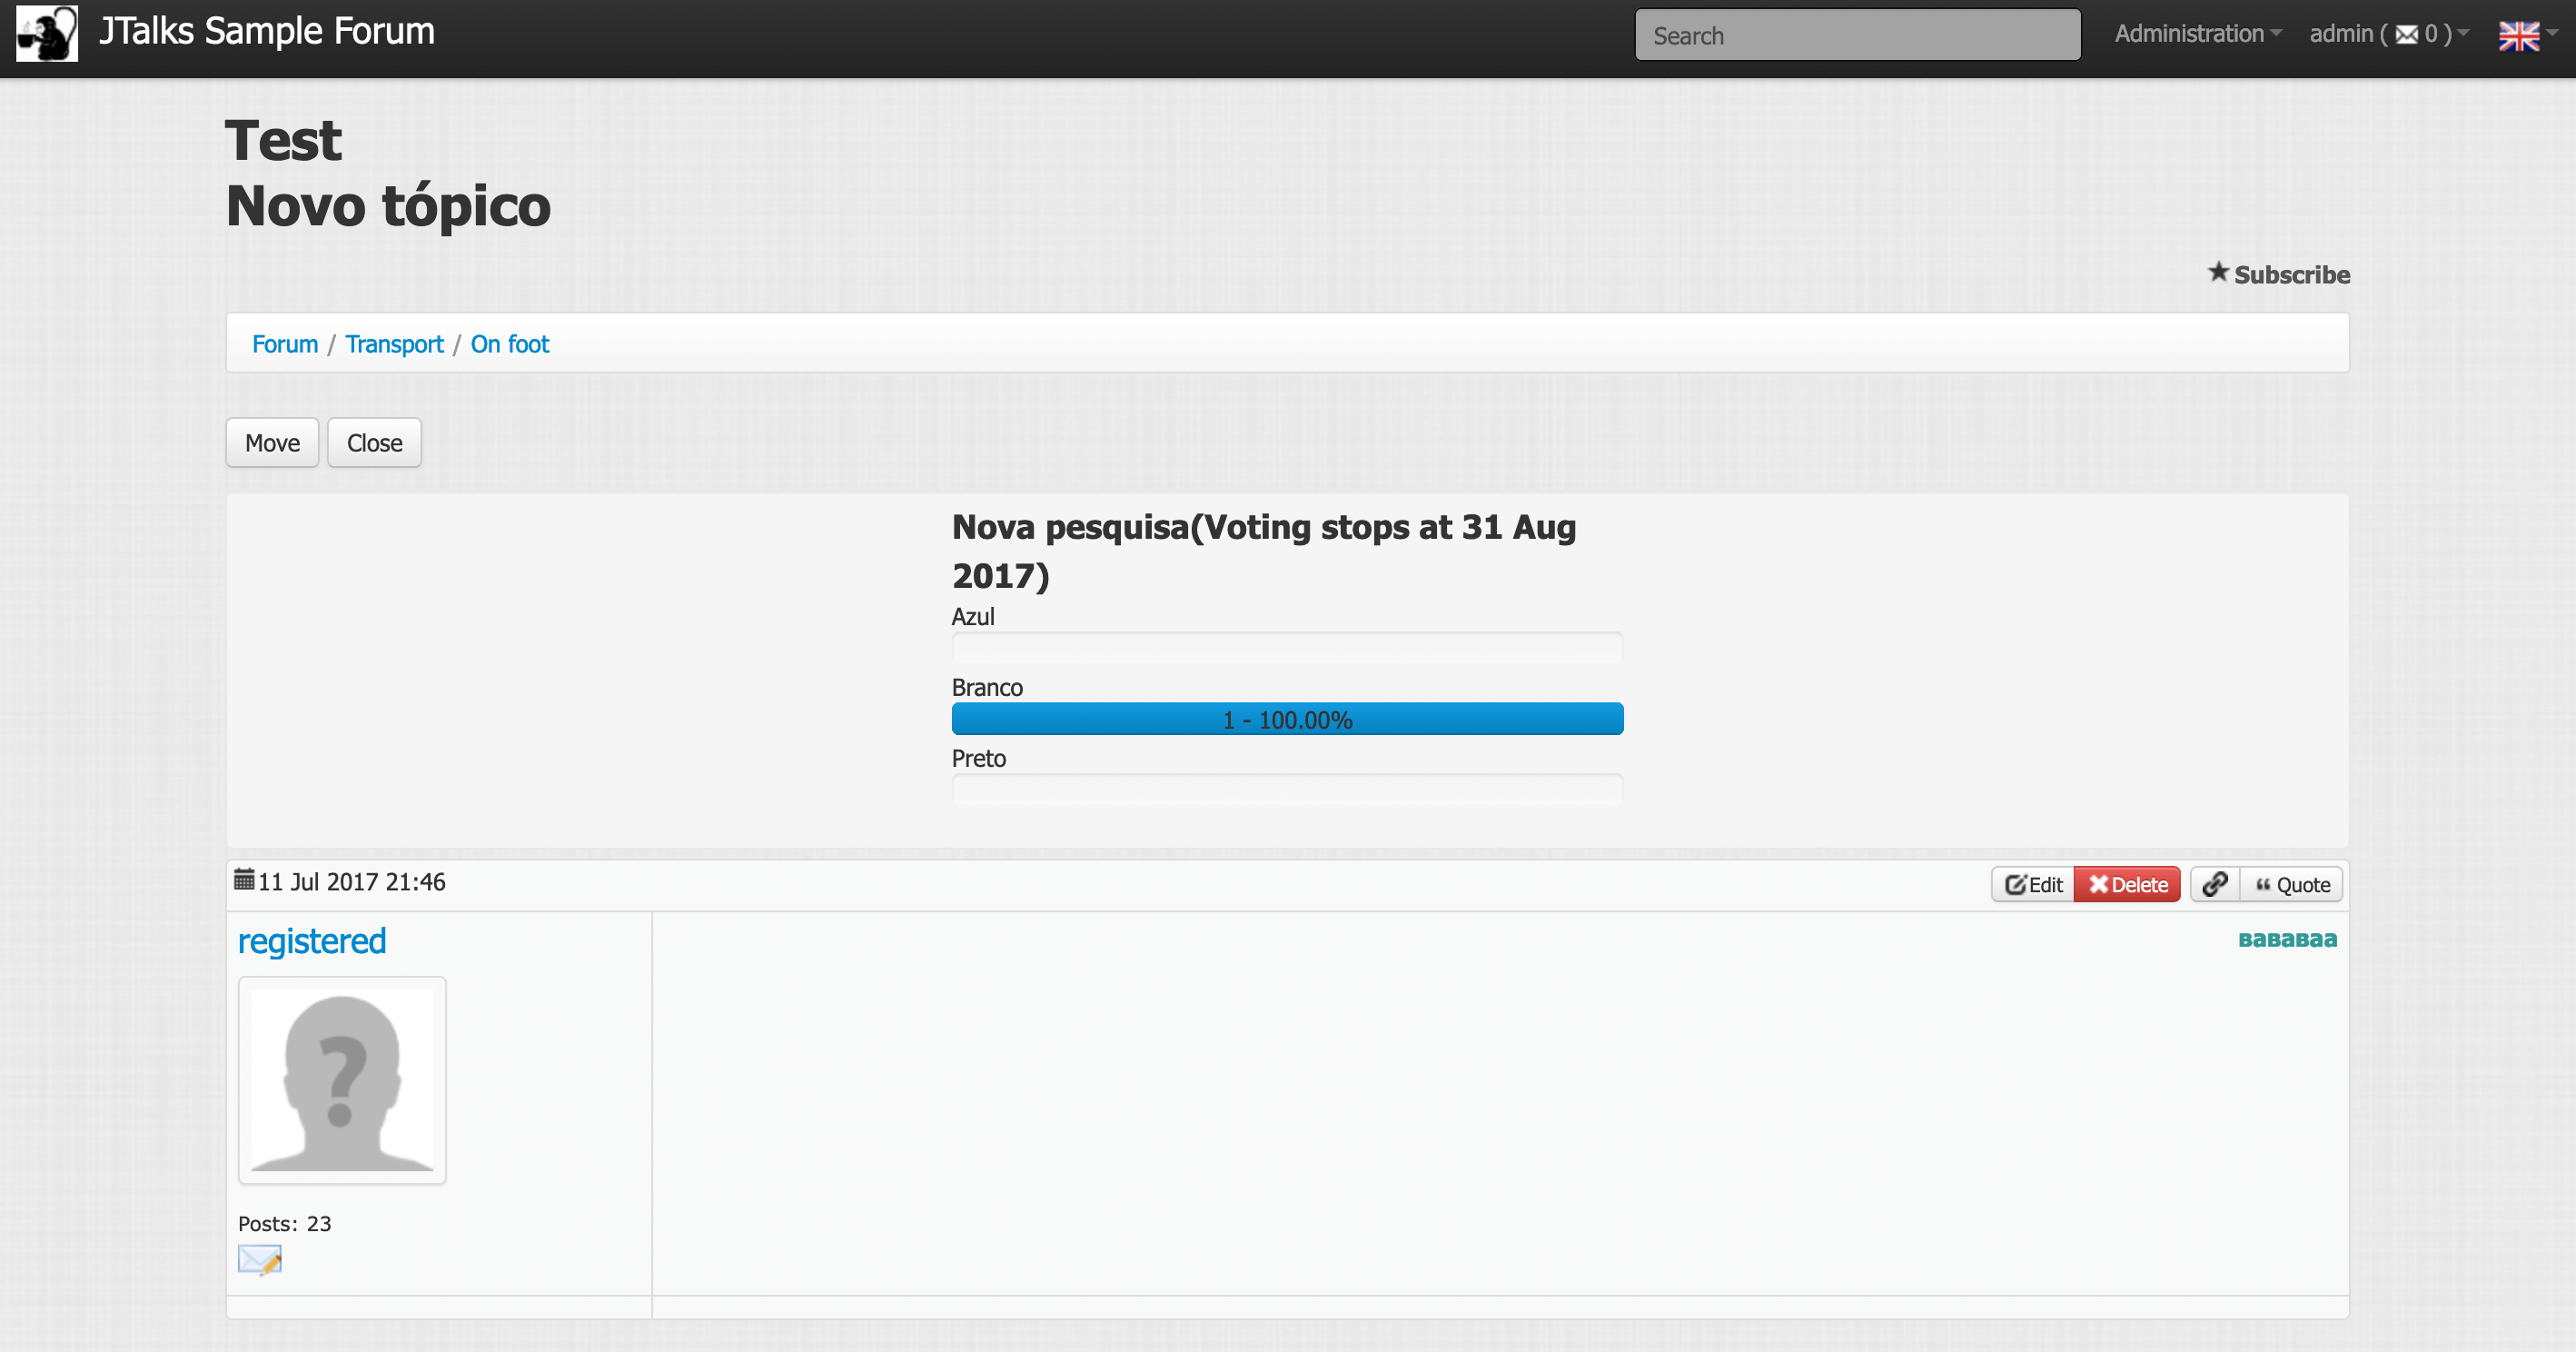 JTalks Sample Forum
Search
Administration
admin ( 0 )
Test
Novo tópico
Subscribe
Forum / Transport / On foot
Move
Close
Nova pesquisa(Voting stops at 31 Aug
2017)
Azul
Branco
1 - 100.00%
Preto
11 Jul 2017 21:46
Edit
Delete
Quote
registered
вавaваа
?
Posts: 23